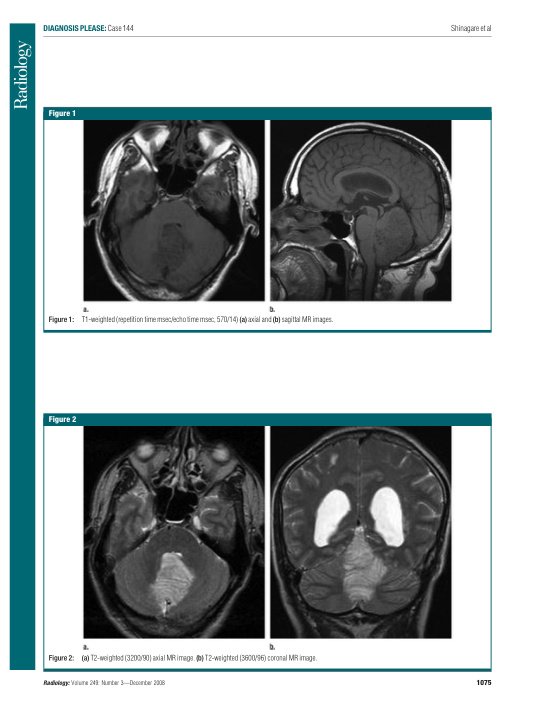 DIAGNOSIS PLEASE: Case 144
Shinagare et al
Radiology
Figure 1
a.
b.
Figure 1: T1-weighted (repetition time msec/echo time msec, 570/14) (a) axial and (b) sagittal MR images.
Figure 2
a.
b.
Figure 2: (a) T2-weighted (3200/90) axial MR image. (b) T2-weighted (3600/96) coronal MR image.
Radiology: Volume 249: Number 3—December 2008
1075